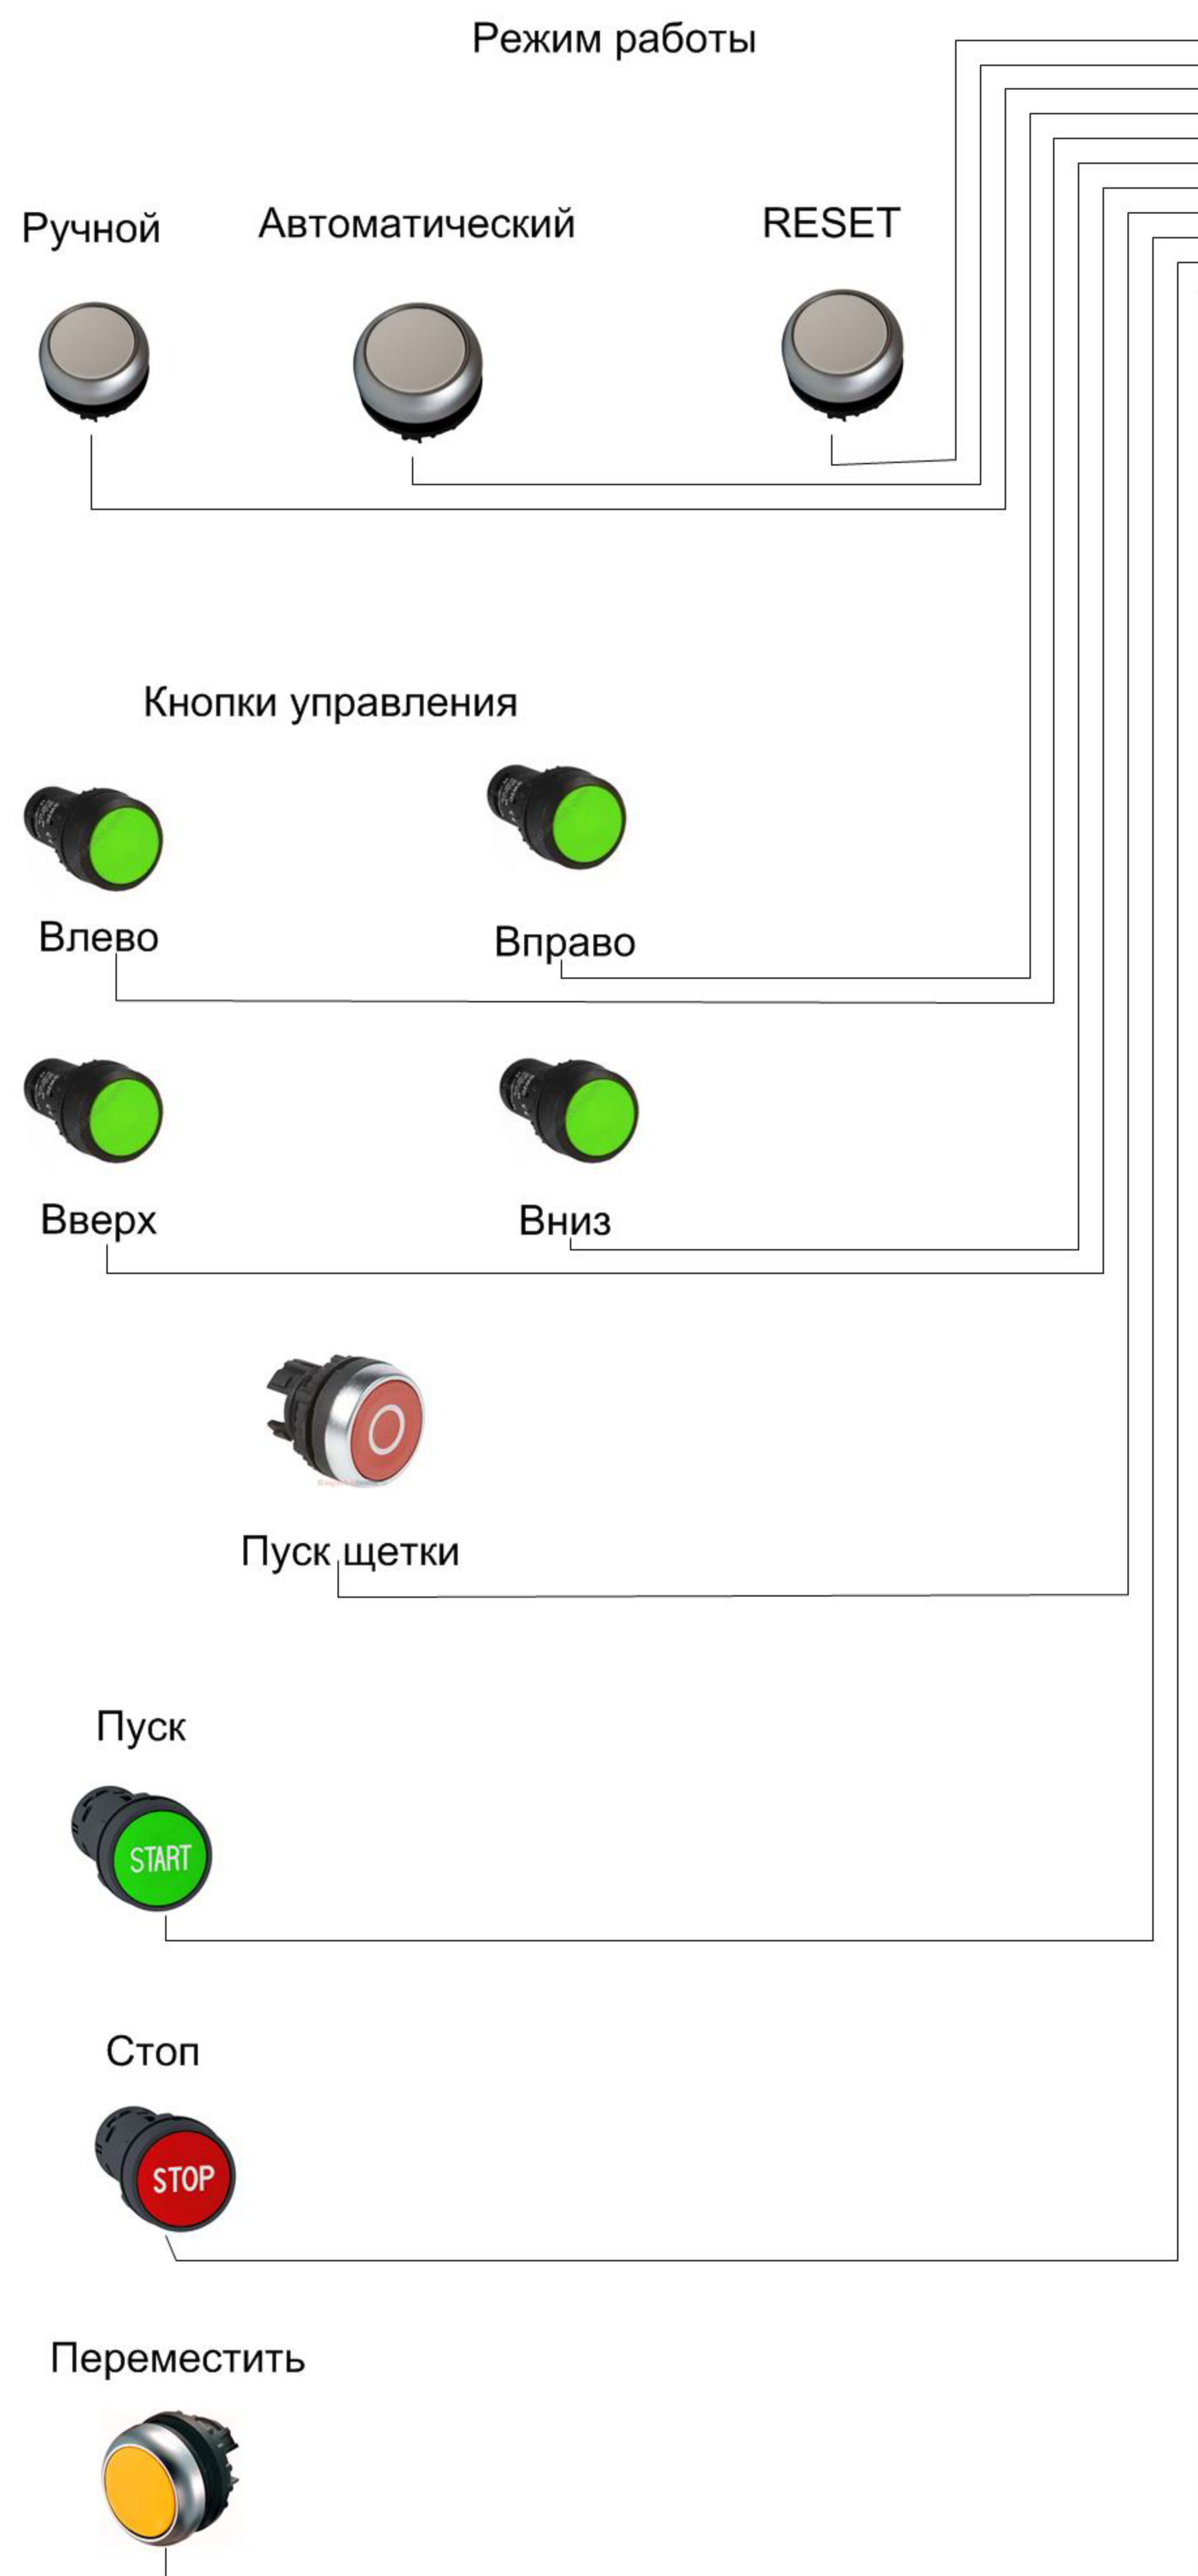 Режим работы
Ручной
Автоматический
RESET
Кнопки управления
Влево
Вправо
Вверх
Вниз
Пуск щетки
Пуск
START
Стоп
STOP
Переместить